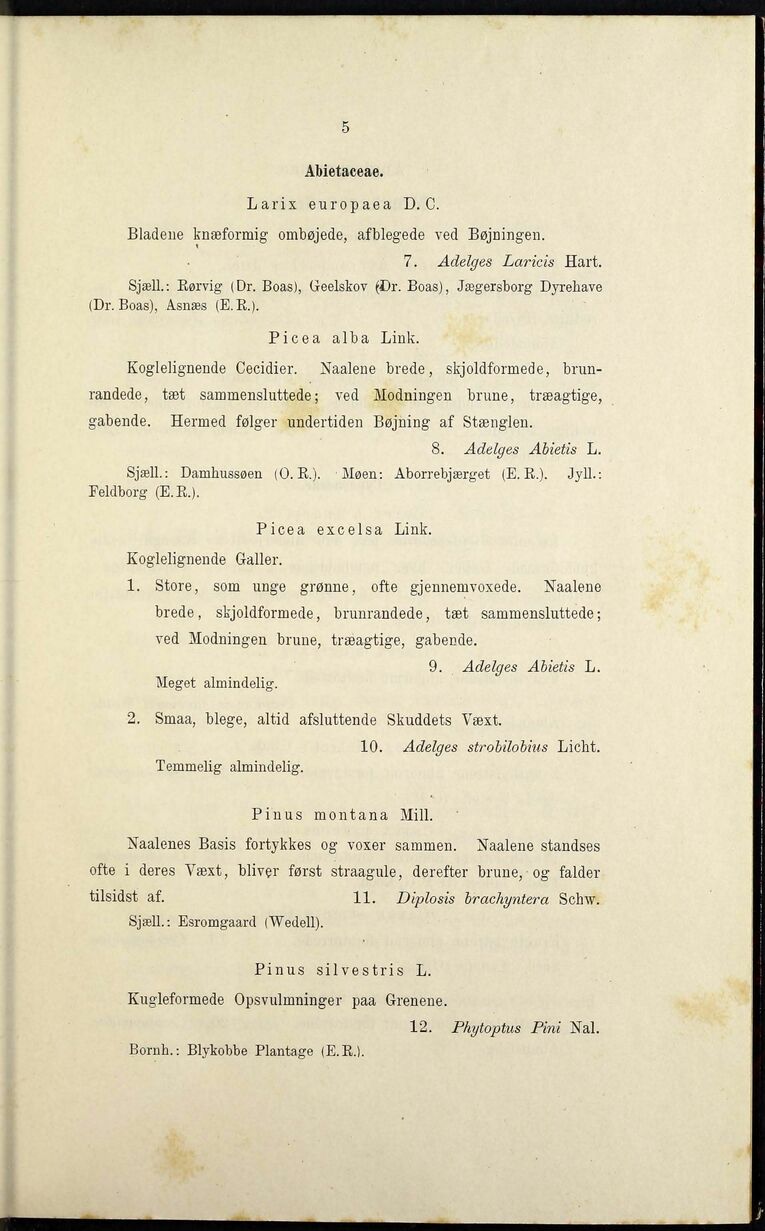 5
Abietaceae.
Larix europaea D. C.
Bladene knæformig ombøjede, afblegede ved Bøjningen.
7. Adelges Laricis Hart.
Sjæll.: Rørvig (Dr. Boas), Geelskov (Dr. Boas), Jægersborg Dyrehave
(Dr. Boas), Asnæs (E. R.).
Picea alba Link.
Koglelignende Cecidier. Naalene brede, skjoldformede, brun-
randede, tæt sammensluttede; ved Modningen brune, træagtige,
gabende. Hermed følger undertiden Bøjning af Stænglen.
8. Adelges Abietis L.
Sjæll.: Damhussøen (O. R.). Møen: Aborrebjærget (E. R.). Jyll.:
Feldborg (E. R.).
Picea excelsa Link.
Koglelignende Galler.
1. Store, som unge grønne, ofte gjennemvoxede. Naalene
brede, skjoldformede, brunrandede, tæt sammensluttede;
ved Modningen brune, træagtige, gabende.
9. Adelges Abietis L.
Meget almindelig.
2. Smaa, blege, altid afsluttende Skuddets Væxt.
10. Adelges strobilobius Licht.
Temmelig almindelig.
Pinus montana Mill.
Naalenes Basis fortykkes og voxer sammen. Naalene standses
ofte i deres Væxt, bliver først straagule, derefter brune, og falder
tilsidst af. 11. Diplosis brachyntera Schw.
Sjæll.: Esromgaard (Wedell).
Pinus silvestris L.
Kugleformede Opsvulmninger paa Grenene.
12. Phytoptus Pini Nal.
Bornh.: Blykobbe Plantage (E. R.).